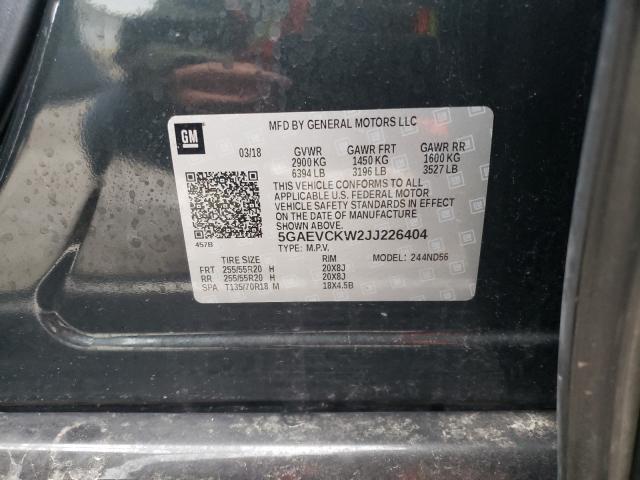 GM
MFD BY GENERAL MOTORS LLC
03/18 GVWR GAWR FRT GAWR RR
2900 KG 1450 KG 1600 KG
6394 LB 3196 LB 3527 LB
THIS VEHICLE CONFORMS TO ALL
APPLICABLE U.S. FEDERAL MOTOR
VEHICLE SAFETY STANDARDS IN EFFECT
ON THE DATE OF MANUFACTURE
SHOWN ABOVE.
5GAEVCKW2JJ226404
457B
TYPE: M.P.V. MODEL: 244ND56
TIRE SIZE RIM
FRT 255/55R20 H 20X8J
RR 255/55R20 H 20X8J
SPA T135/70R18 M 18X4.5B